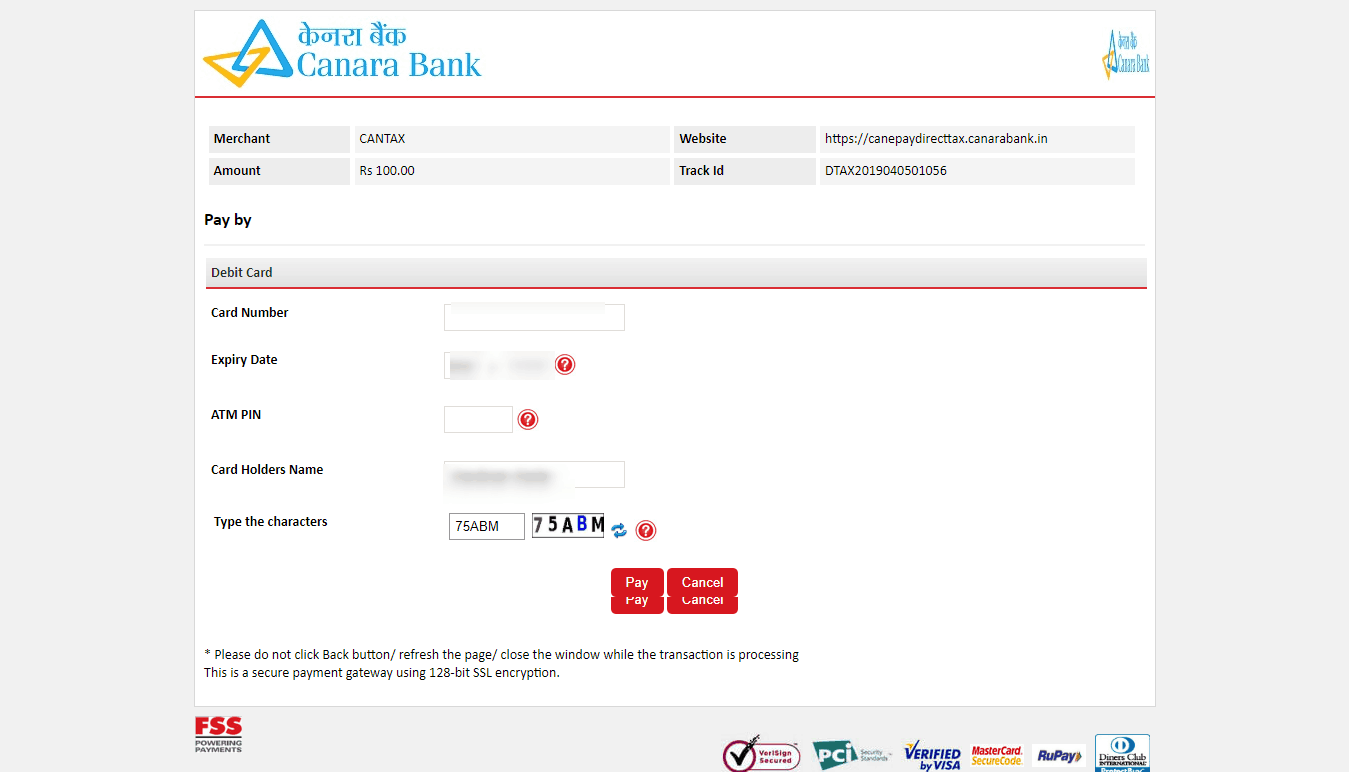 केनरा बैंक
Canara Bank
केनरा बैंक
Canara Bank
Merchant CANTAX Website https://canepaydirecttax.canarabank.in
Amount Rs 100.00 Track Id DTAX2019040501056
Pay by
Debit Card
Card Number
Expiry Date ?
ATM PIN ?
Card Holders Name
Type the characters 75ABM 75ABM ?
Pay Cancel
Pay Cancel
* Please do not click Back button/ refresh the page/ close the window while the transaction is processing
This is a secure payment gateway using 128-bit SSL encryption.
FSS
POWERING
PAYMENTS
VeriSign
Secured
PCI Security
Standards
VERIFIED
by VISA
MasterCard.
SecureCode.
RuPay
Diners Club
INTERNATIONAL